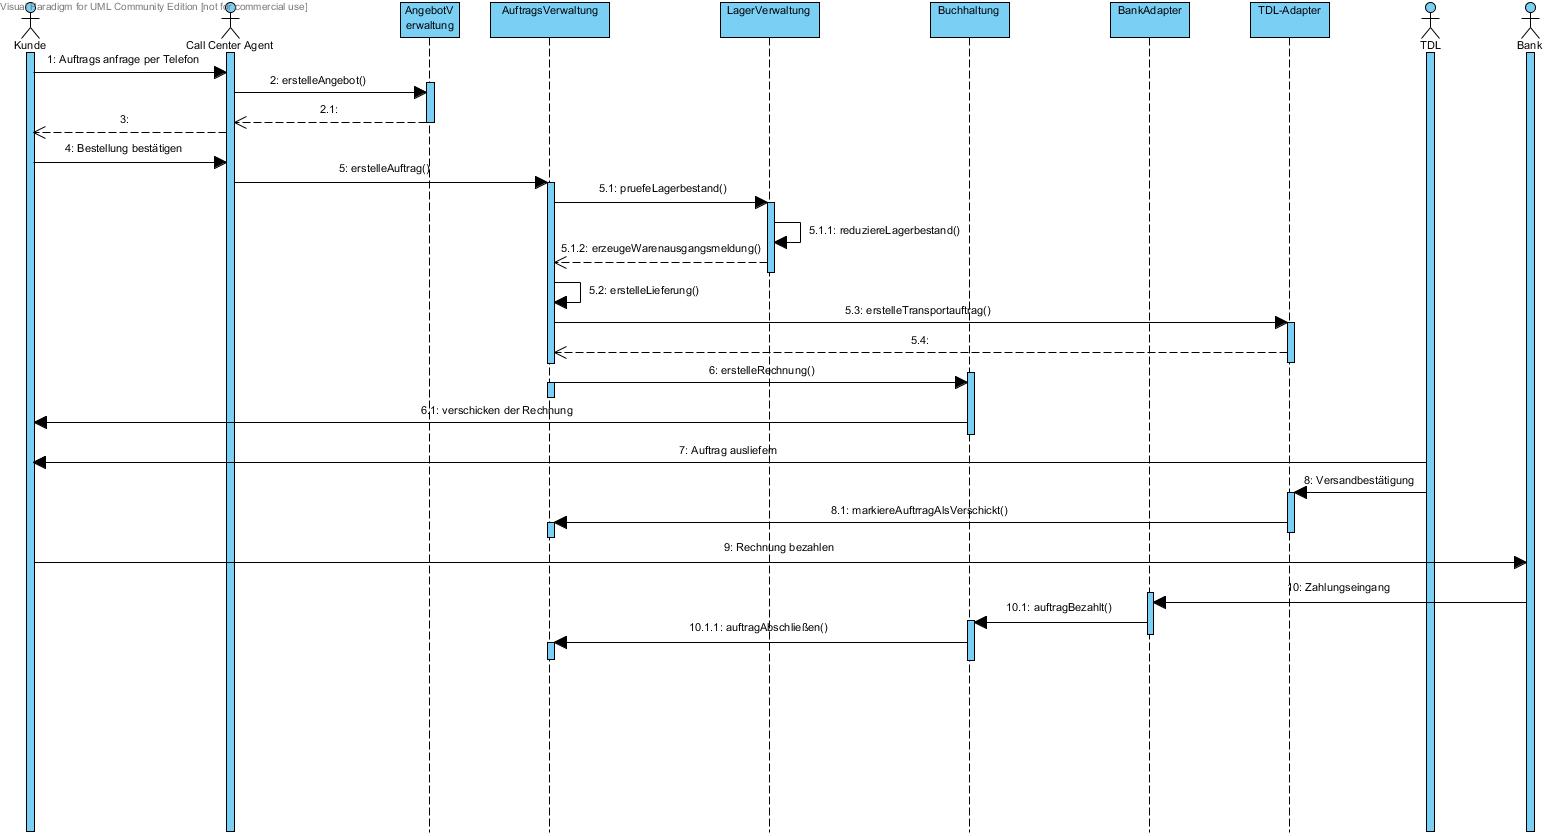 Visual Paradigm for UML Community Edition [not for commercial use]
Kunde
Call Center Agent
AngebotV
erwaltung
AuftragsVerwaltung
LagerVerwaltung
Buchhaltung
BankAdapter
TDL-Adapter
TDL
Bank
1: Auftrags anfrage per Telefon
2: erstelleAngebot()
2.1:
3:
4: Bestellung bestätigen
5: erstelleAuftrag()
5.1: pruefeLagerbestand()
5.1.1: reduziereLagerbestand()
5.1.2: erzeugeWarenausgangsmeldung()
5.2: erstelleLieferung()
5.3: erstelleTransportauftrag()
5.4:
6: erstelleRechnung()
6.1: verschicken der Rechnung
7: Auftrag ausliefern
8: Versandbestätigung
8.1: markiereAuftrragAlsVerschickt()
9: Rechnung bezahlen
10: Zahlungseingang
10.1: auftragBezahlt()
10.1.1: auftragAbschließen()